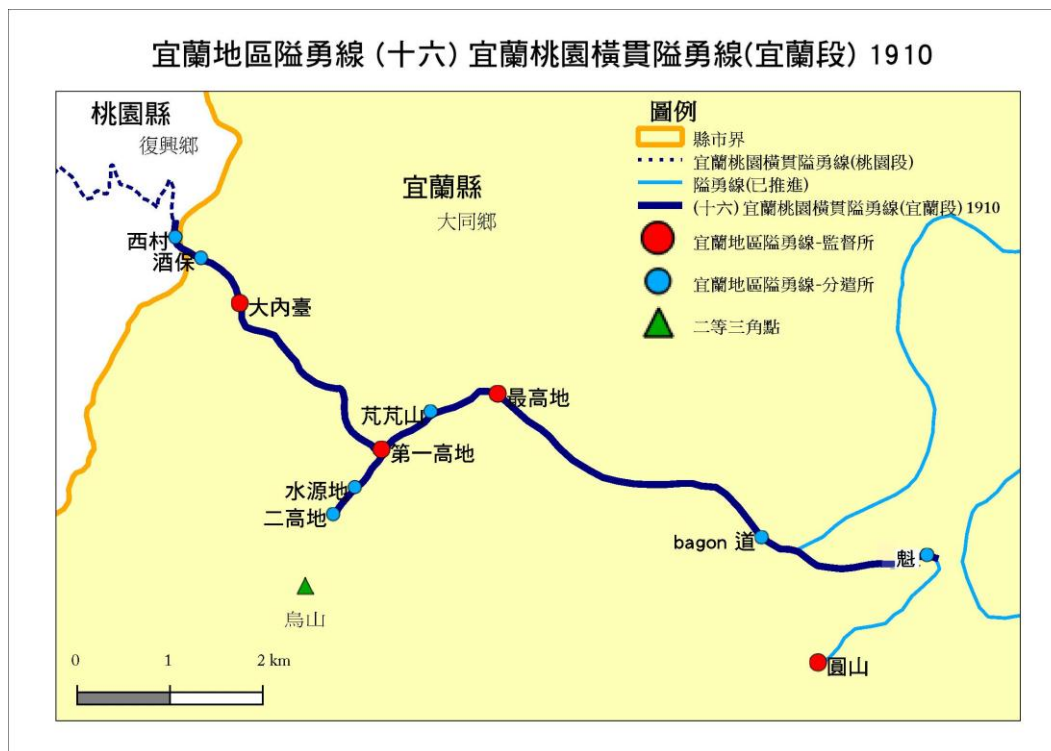 宜蘭地區隘勇線 (十六) 宜蘭桃園橫貫隘勇線(宜蘭段) 1910
桃園縣
復興鄉
宜蘭縣
大同鄉
圖例
縣市界
宜蘭桃園橫貫隘勇線(桃園段)
隘勇線(已推進)
(十六) 宜蘭桃園橫貫隘勇線(宜蘭段) 1910
宜蘭地區隘勇線-監督所
宜蘭地區隘勇線-分遣所
二等三角點
西村
酒保
大內臺
最高地
芃芃山
第一高地
水源地
二高地
bagon 道
魁
烏山
圓山
0 1 2 km